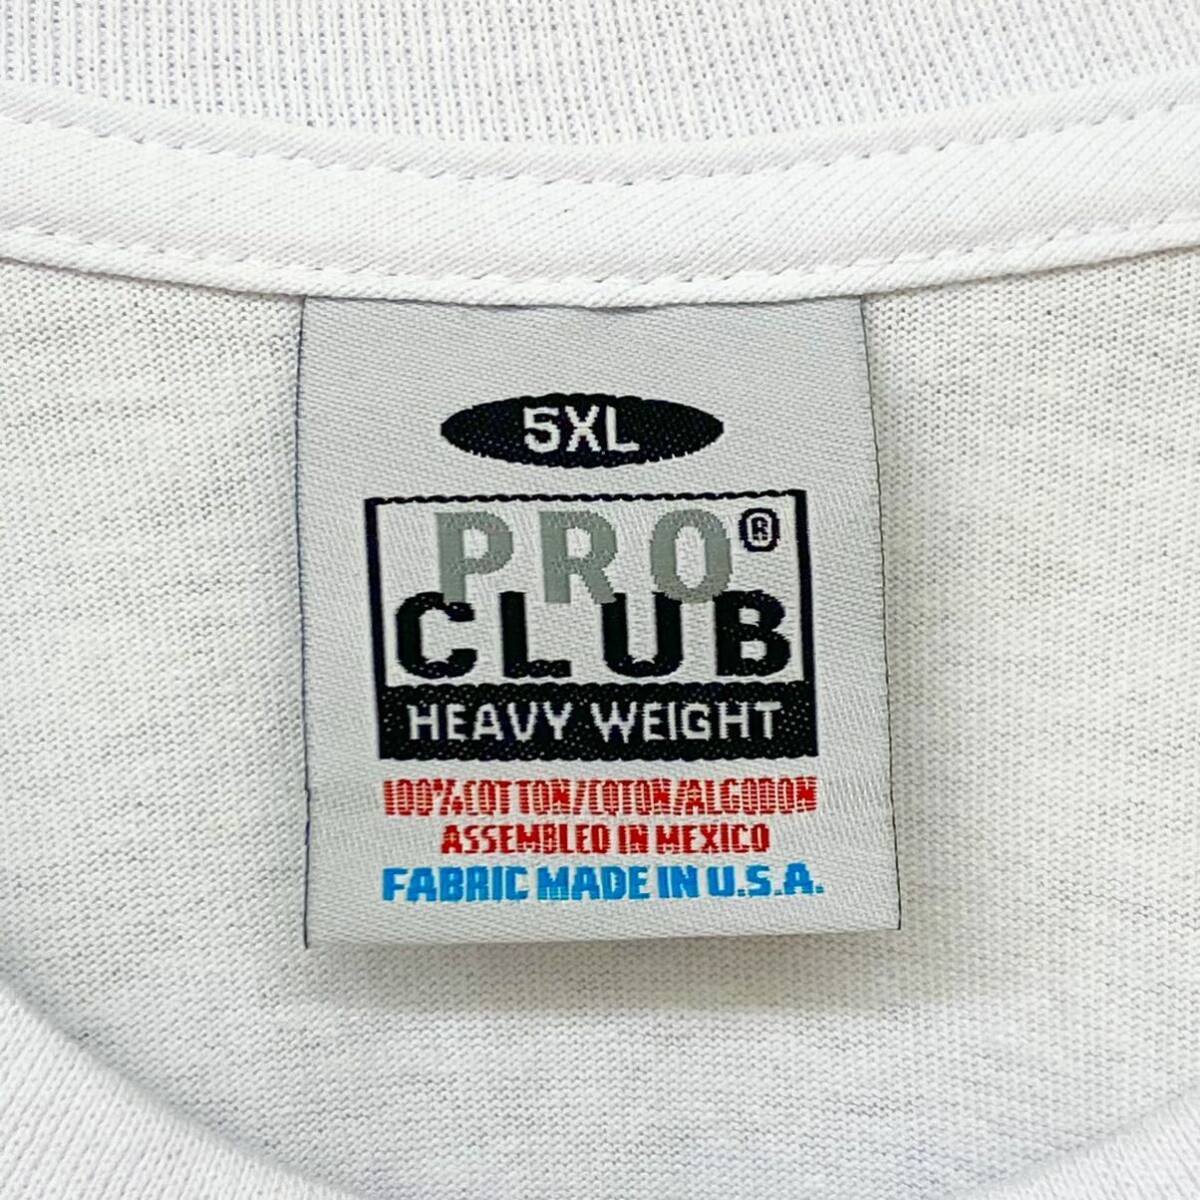 5XL
PRO®
CLUB
HEAVY WEIGHT
100%COTTON/COTON/ALGODON
ASSEMBLED IN MEXICO
FABRIC MADE IN U.S.A.